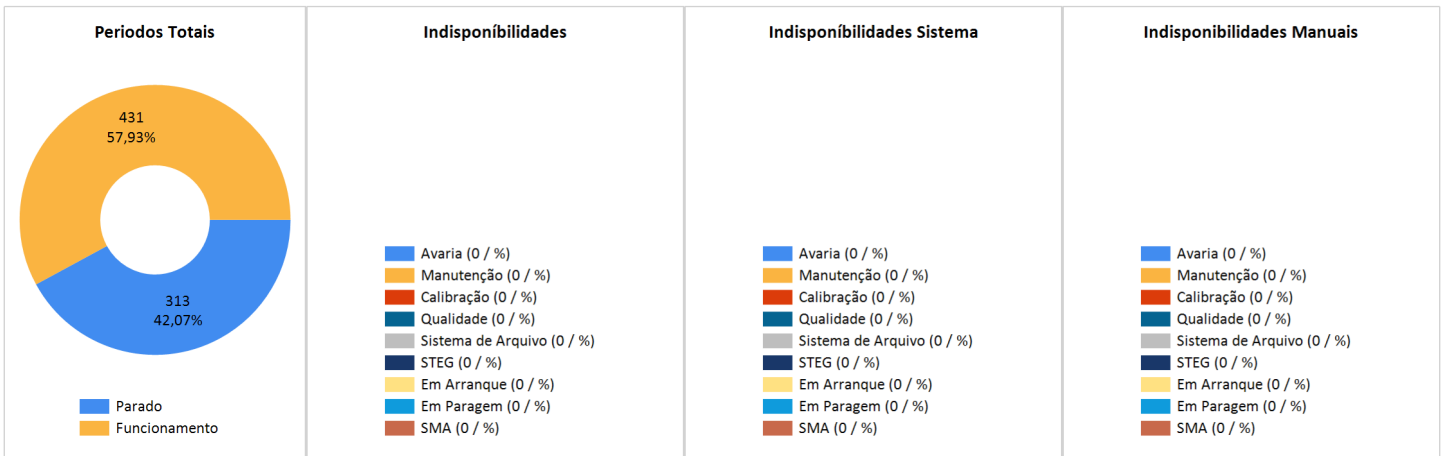 Periodos Totais
431
57,93%
313
42,07%
Parado
Funcionamento
Indisponíbilidades
Avaria (0 / %)
Manutenção (0 / %)
Calibração (0 / %)
Qualidade (0 / %)
Sistema de Arquivo (0 / %)
STEG (0 / %)
Em Arranque (0 / %)
Em Paragem (0 / %)
SMA (0 / %)
Indisponíbilidades Sistema
Avaria (0 / %)
Manutenção (0 / %)
Calibração (0 / %)
Qualidade (0 / %)
Sistema de Arquivo (0 / %)
STEG (0 / %)
Em Arranque (0 / %)
Em Paragem (0 / %)
SMA (0 / %)
Indisponibilidades Manuais
Avaria (0 / %)
Manutenção (0 / %)
Calibração (0 / %)
Qualidade (0 / %)
Sistema de Arquivo (0 / %)
STEG (0 / %)
Em Arranque (0 / %)
Em Paragem (0 / %)
SMA (0 / %)